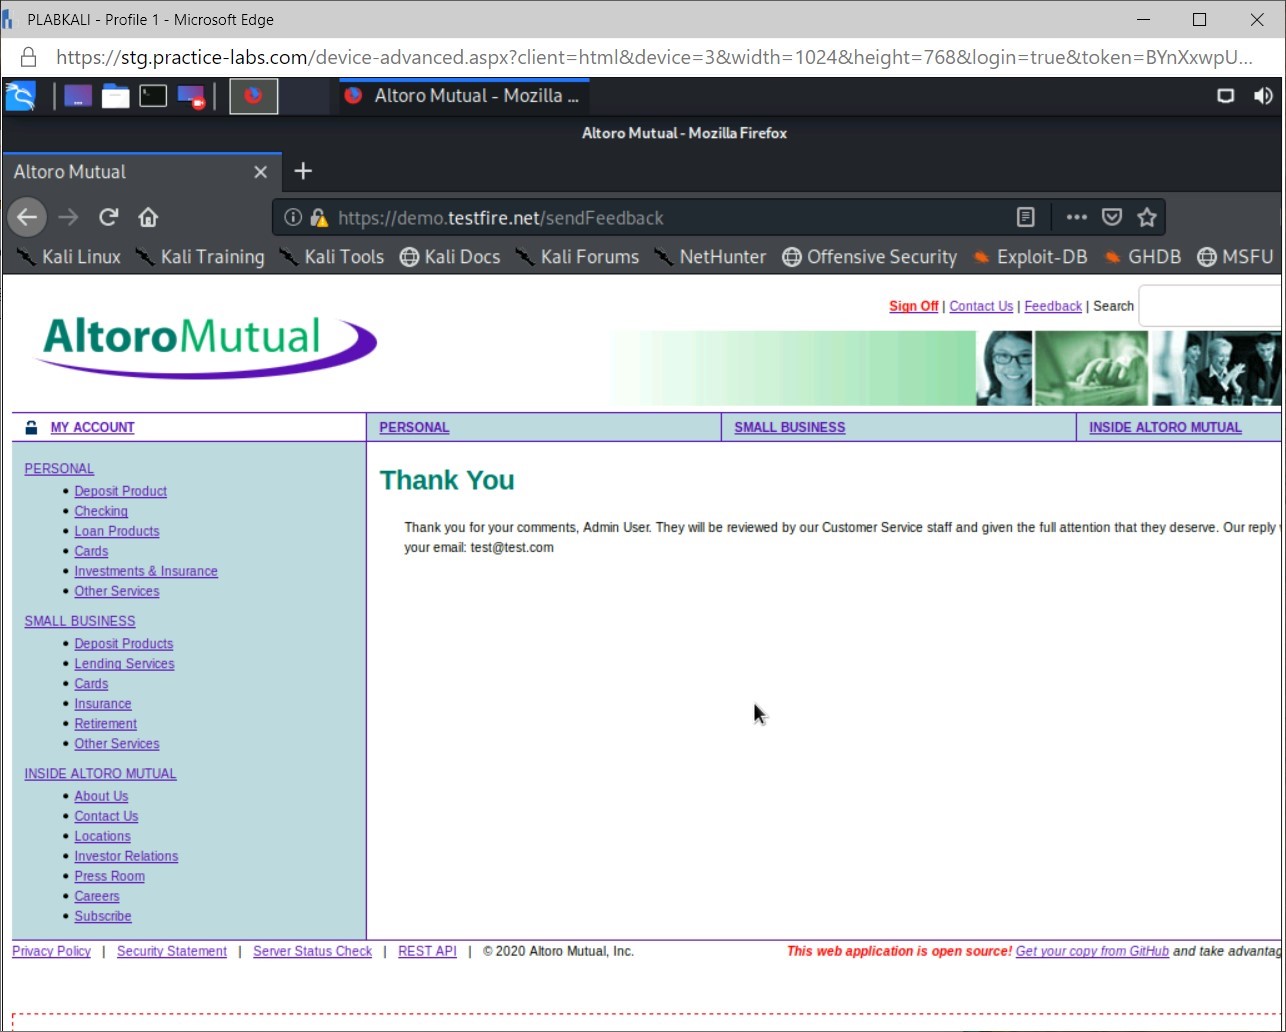 PLABKALI - Profile 1 - Microsoft Edge
https://stg.practice-labs.com/device-advanced.aspx?client=html&device=3&width=1024&height=768&login=true&token=BYnXxwpU...
Altoro Mutual - Mozilla ...
Altoro Mutual - Mozilla Firefox
Altoro Mutual
https://demo.testfire.net/sendFeedback
Kali Linux Kali Training Kali Tools Kali Docs Kali Forums NetHunter Offensive Security Exploit-DB GHDB MSFU
Sign Off | Contact Us | Feedback | Search
AltoroMutual
MY ACCOUNT PERSONAL SMALL BUSINESS INSIDE ALTORO MUTUAL
PERSONAL
• Deposit Product
• Checking
• Loan Products
• Cards
• Investments & Insurance
• Other Services
SMALL BUSINESS
• Deposit Products
• Lending Services
• Cards
• Insurance
• Retirement
• Other Services
INSIDE ALTORO MUTUAL
• About Us
• Contact Us
• Locations
• Investor Relations
• Press Room
• Careers
• Subscribe
Thank You
Thank you for your comments, Admin User. They will be reviewed by our Customer Service staff and given the full attention that they deserve. Our reply
your email: test@test.com
Privacy Policy | Security Statement | Server Status Check | REST API | © 2020 Altoro Mutual, Inc.
This web application is open source! Get your copy from GitHub and take advantag